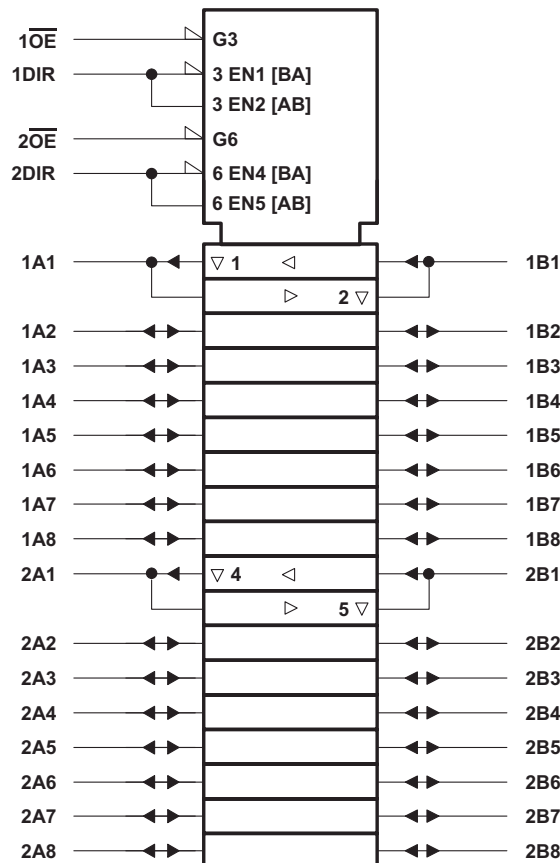 1O̅E̅ G3
1DIR 3 EN1 [BA]
3 EN2 [AB]
2O̅E̅ G6
2DIR 6 EN4 [BA]
6 EN5 [AB]
1A1 ▽ 1 ◁ 1B1
▷ 2 ▽
1A2 1B2
1A3 1B3
1A4 1B4
1A5 1B5
1A6 1B6
1A7 1B7
1A8 1B8
2A1 ▽ 4 ◁ 2B1
▷ 5 ▽
2A2 2B2
2A3 2B3
2A4 2B4
2A5 2B5
2A6 2B6
2A7 2B7
2A8 2B8